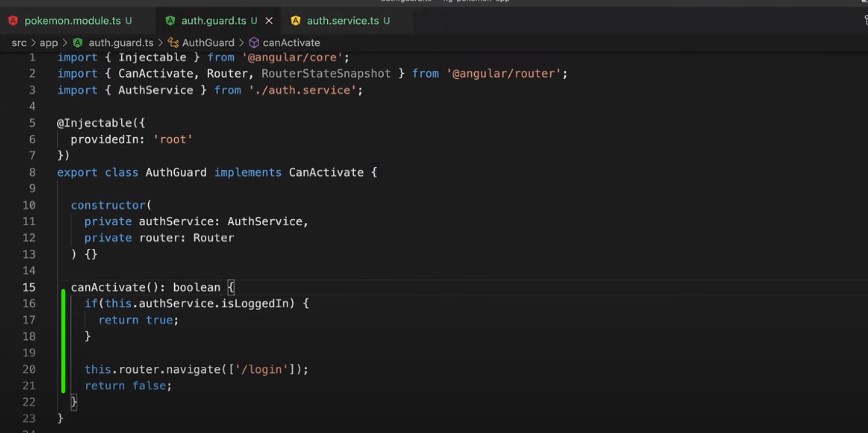 pokemon.module.ts U auth.guard.ts U × auth.service.ts U
src > app > auth.guard.ts > AuthGuard > canActivate
1 import { Injectable } from '@angular/core';
2 import { CanActivate, Router, RouterStateSnapshot } from '@angular/router';
3 import { AuthService } from './auth.service';
4
5 @Injectable({
6 providedIn: 'root'
7 })
8 export class AuthGuard implements CanActivate {
9
10 constructor(
11 private authService: AuthService,
12 private router: Router
13 ) {}
14
15 canActivate(): boolean {
16 if(this.authService.isLoggedIn) {
17 return true;
18 }
19
20 this.router.navigate(['/login']);
21 return false;
22 }
23 }